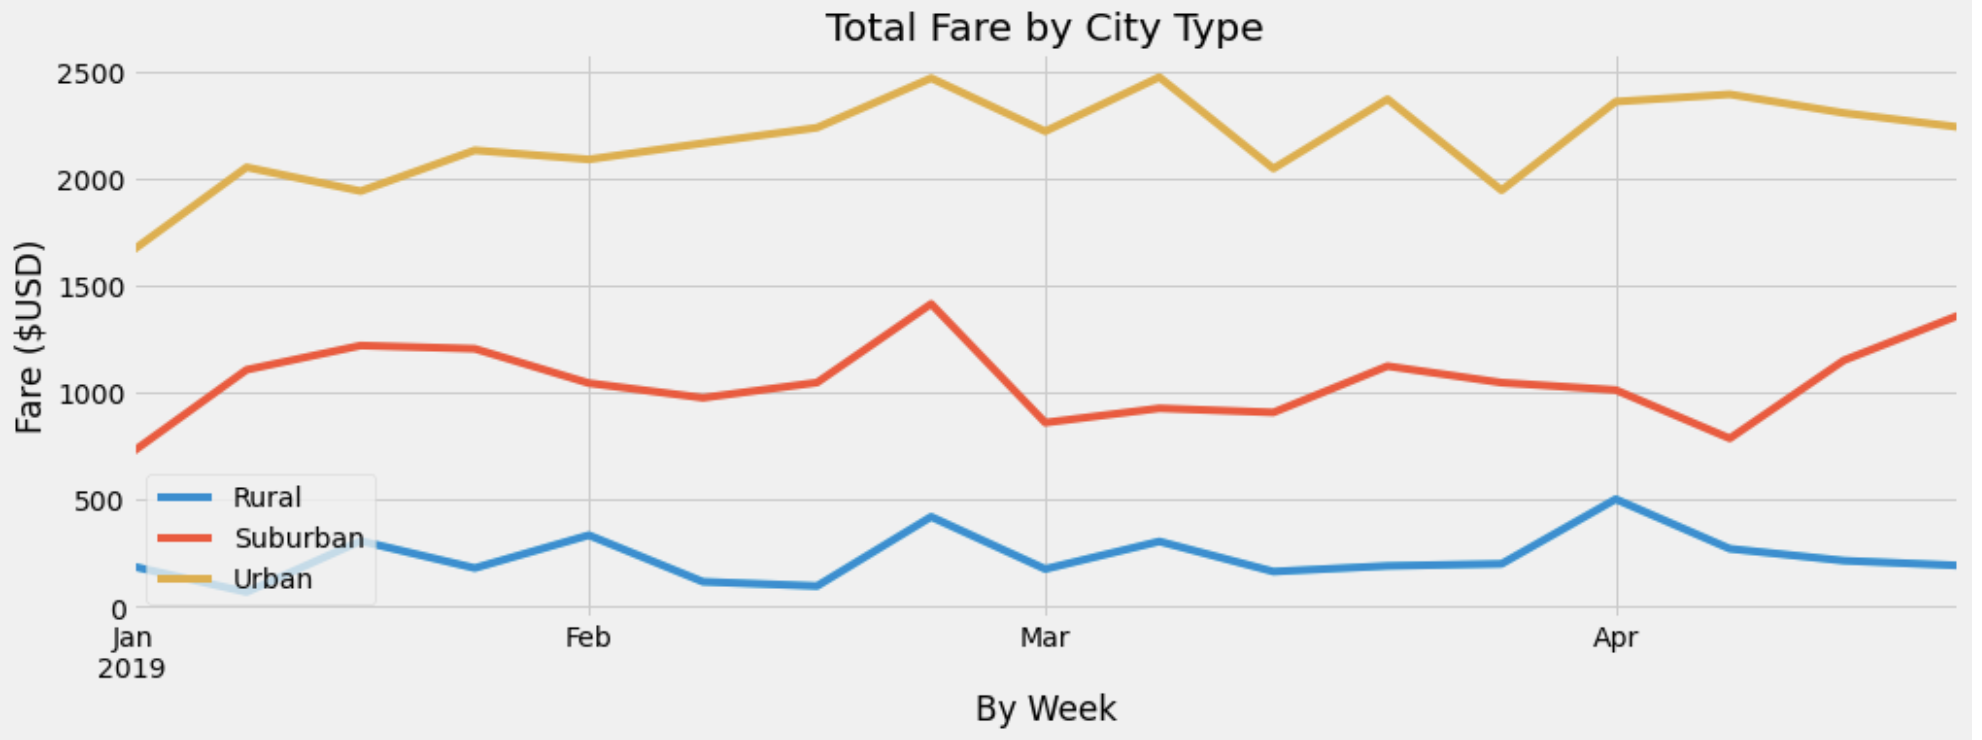 Total Fare by City Type
Fare ($USD)
2500
2000
1500
1000
500
0
Rural
Suburban
Urban
Jan
2019
Feb
Mar
Apr
By Week